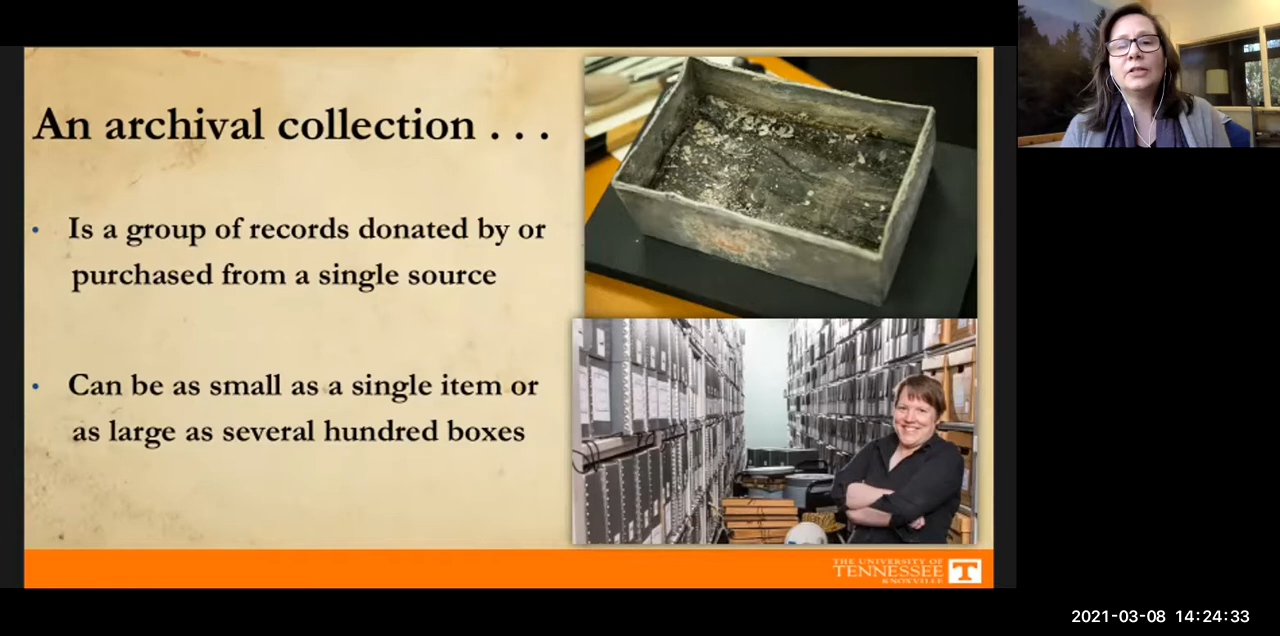 An archival collection . . .
• Is a group of records donated by or
purchased from a single source
• Can be as small as a single item or
as large as several hundred boxes
THE UNIVERSITY OF
TENNESSEE
KNOXVILLE
T
2021-03-08 14:24:33